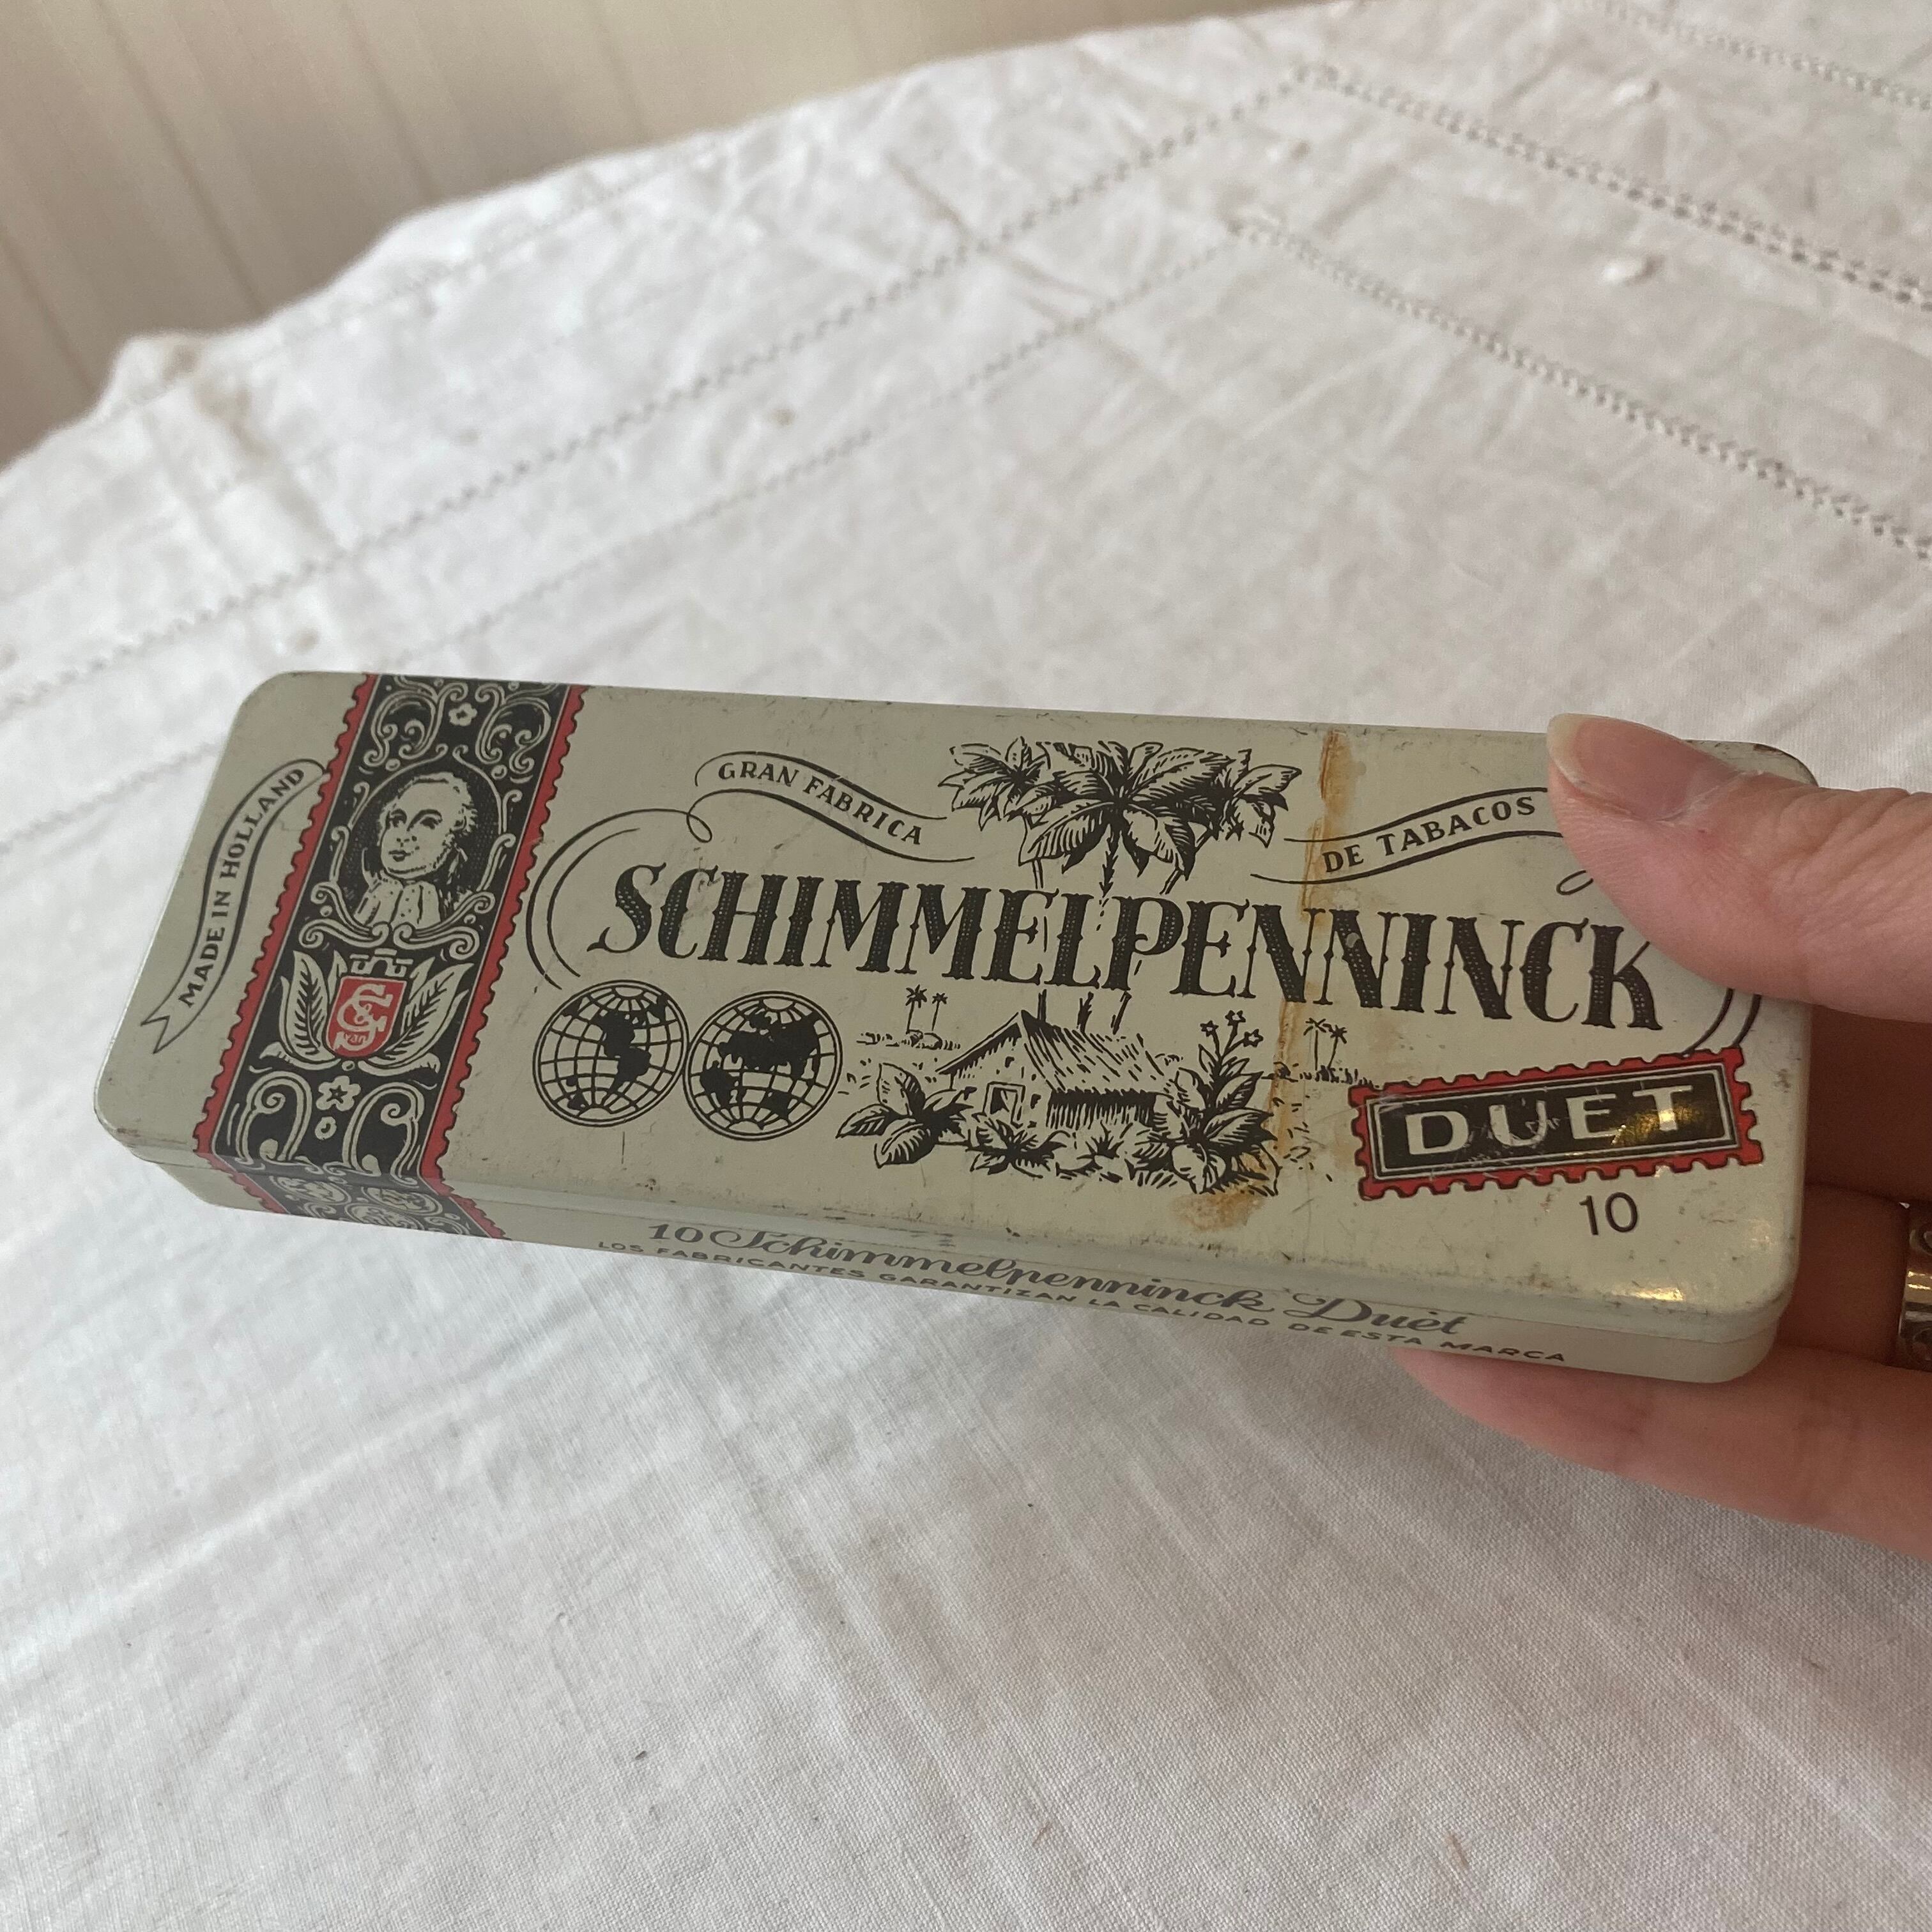 MADE IN HOLLAND
GRAN FÁBRICA
DE TABACOS
SCHIMMELPENNINCK
DUET
10
10 Schimmelpenninck Duet
LOS FABRICANTES GARANTIZAN LA CALIDAD DE ESTA MARCA